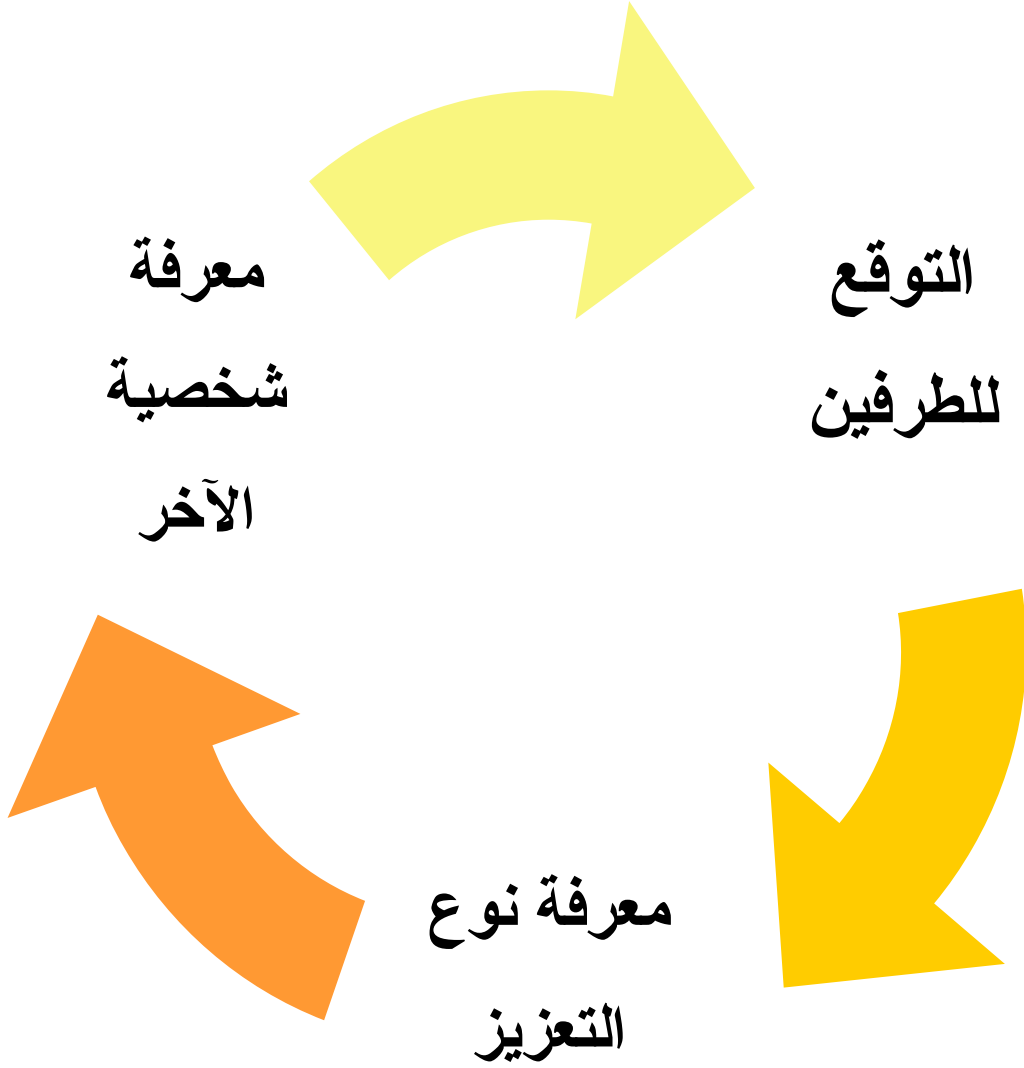 معرفة
شخصية
الآخر
التوقع
للطرفين
معرفة نوع
التعزيز